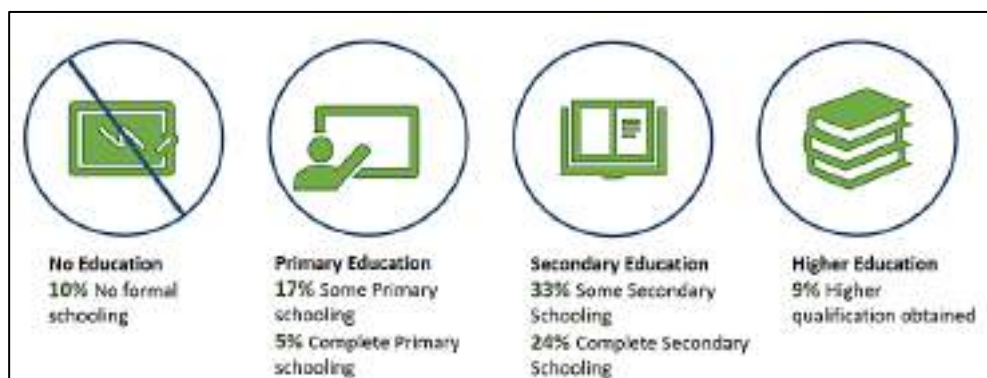 No Education
10% No formal
schooling
Primary Education
17% Some Primary
schooling
5% Complete Primary
schooling
Secondary Education
33% Some Secondary
Schooling
24% Complete Secondary
Schooling
Higher Education
9% Higher
qualification obtained